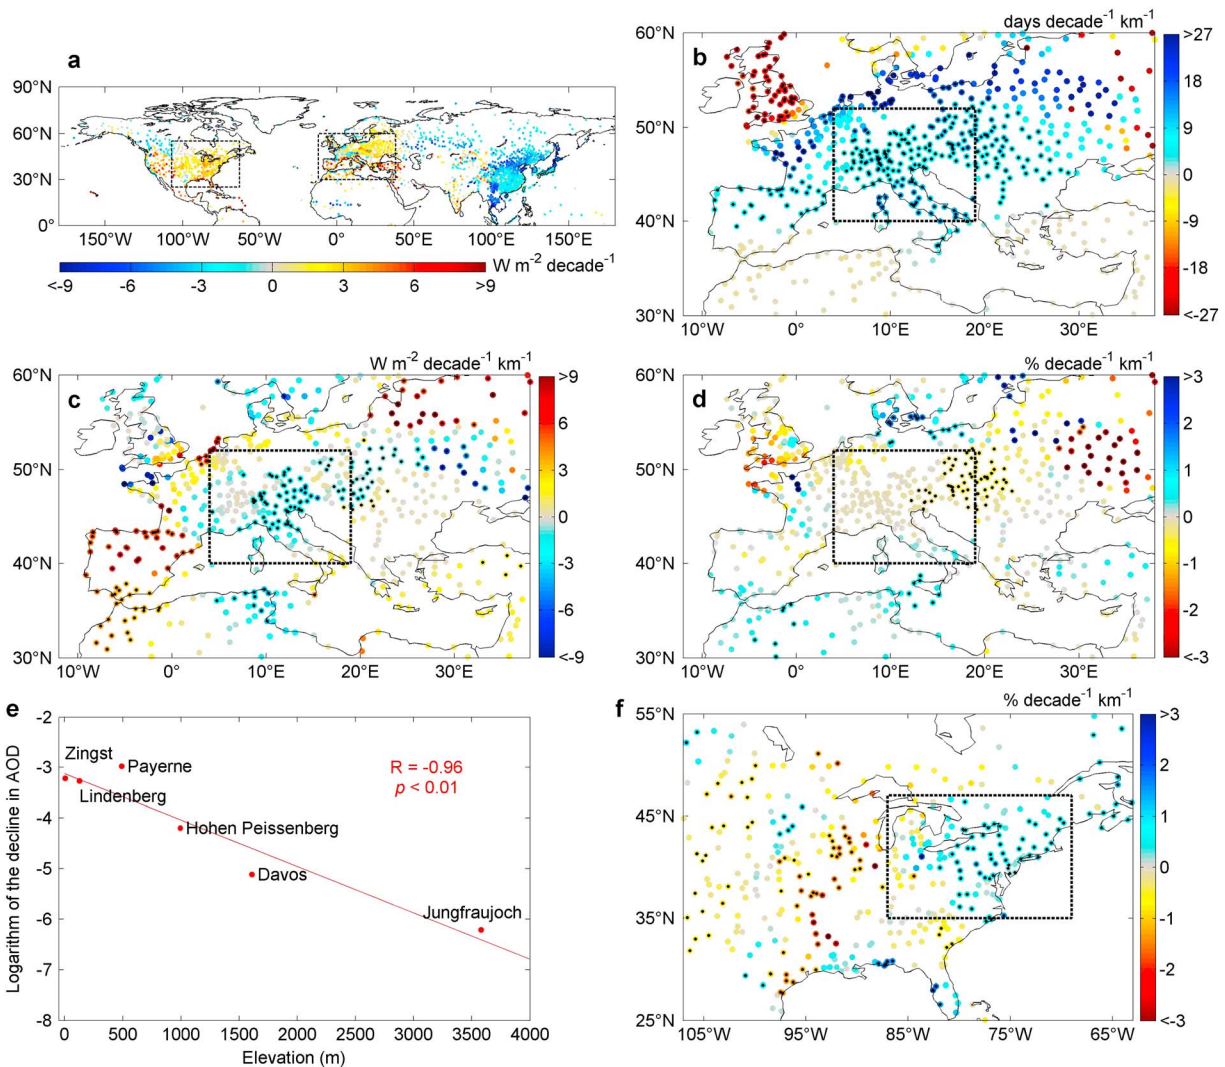 a
90°N
60°N
30°N
0°
150°W 100°W 50°W 0° 50°E 100°E 150°E
W m-2 decade-1
<-9 -6 -3 0 3 6 >9
b
days decade-1 km-1
60°N
50°N
40°N
30°N
10°W 0° 10°E 20°E 30°E
>27
18
9
0
-9
-18
<-27
c
W m-2 decade-1 km-1
60°N
50°N
40°N
30°N
10°W 0° 10°E 20°E 30°E
>9
6
3
0
-3
-6
<-9
d
% decade-1 km-1
60°N
50°N
40°N
30°N
10°W 0° 10°E 20°E 30°E
>3
2
1
0
-1
-2
<-3
e
Logarithm of the decline in AOD
-2
-3
-4
-5
-6
-7
-8
Zingst
Payerne
Lindenberg
Hohen Peissenberg
Davos
Jungfraujoch
R = -0.96
p < 0.01
0 500 1000 1500 2000 2500 3000 3500 4000
Elevation (m)
f
% decade-1 km-1
55°N
45°N
35°N
25°N
105°W 95°W 85°W 75°W 65°W
>3
2
1
0
-1
-2
<-3